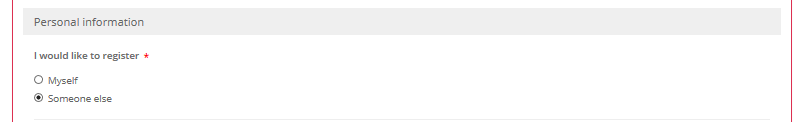 Personal information
I would like to register *
Myself
Someone else